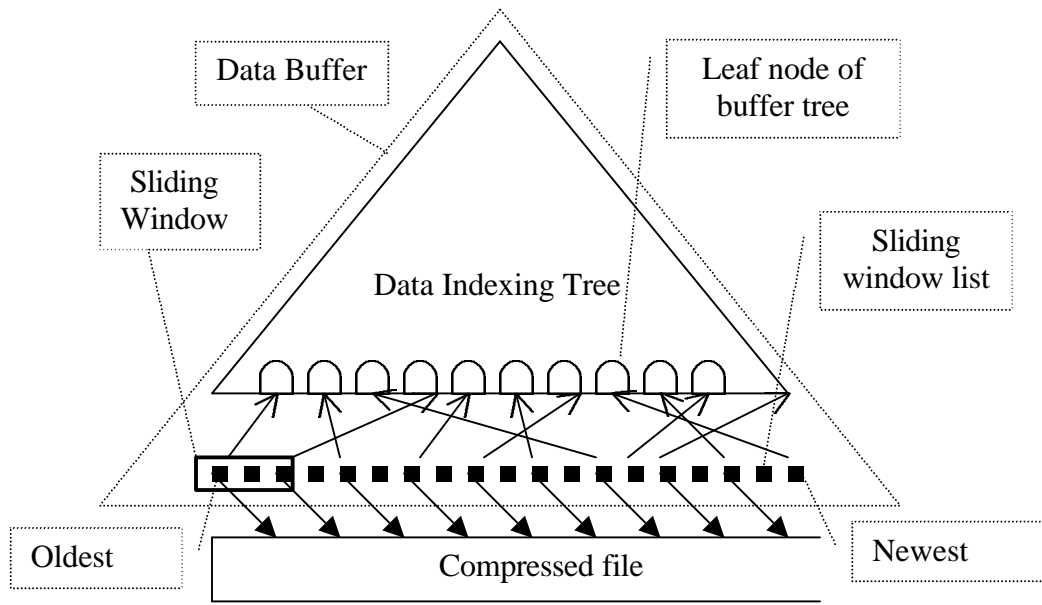 Data Buffer
Leaf node of
buffer tree
Sliding
Window
Sliding
window list
Data Indexing Tree
Oldest
Newest
Compressed file